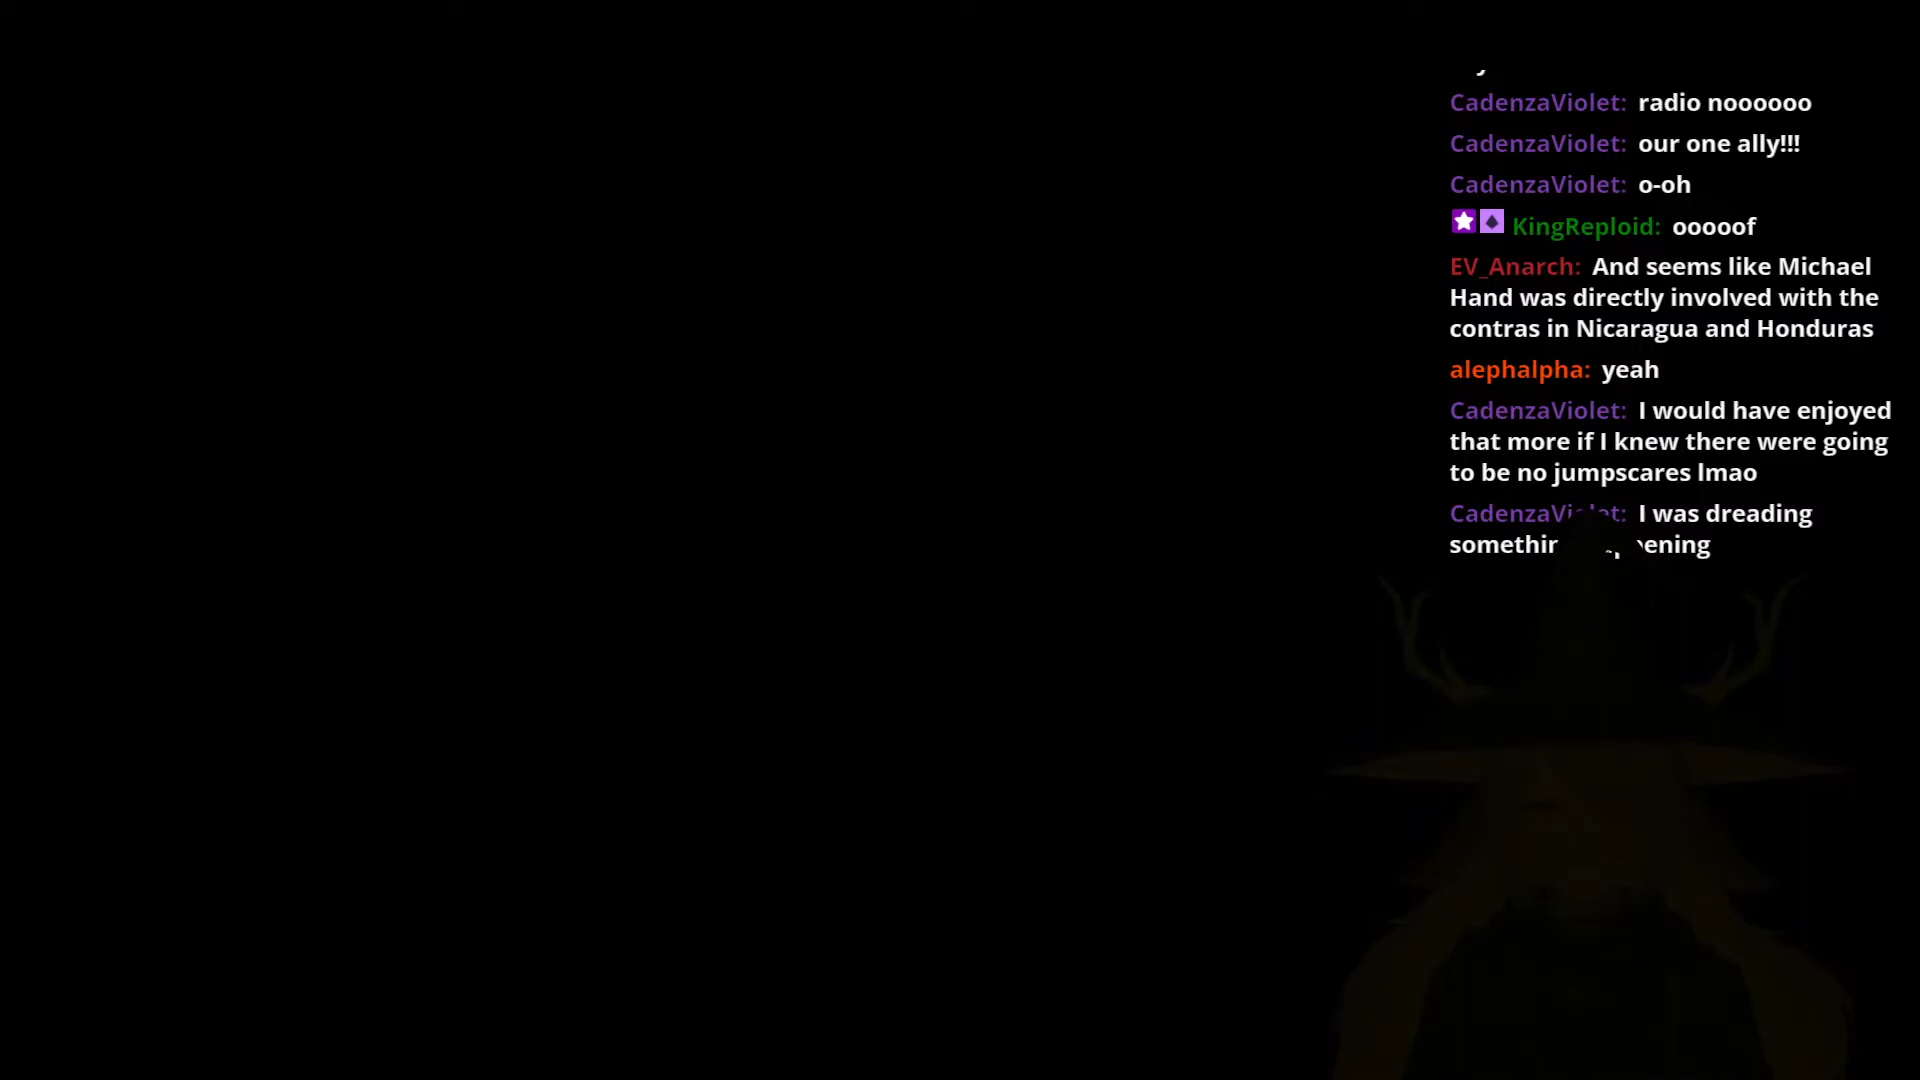 CadenzaViolet: radio noooooo
CadenzaViolet: our one ally!!!
CadenzaViolet: o-oh
KingReploid: ooooof
EV_Anarch: And seems like Michael
Hand was directly involved with the
contras in Nicaragua and Honduras
alephalpha: yeah
CadenzaViolet: I would have enjoyed
that more if I knew there were going
to be no jumpscares lmao
CadenzaViolet: I was dreading